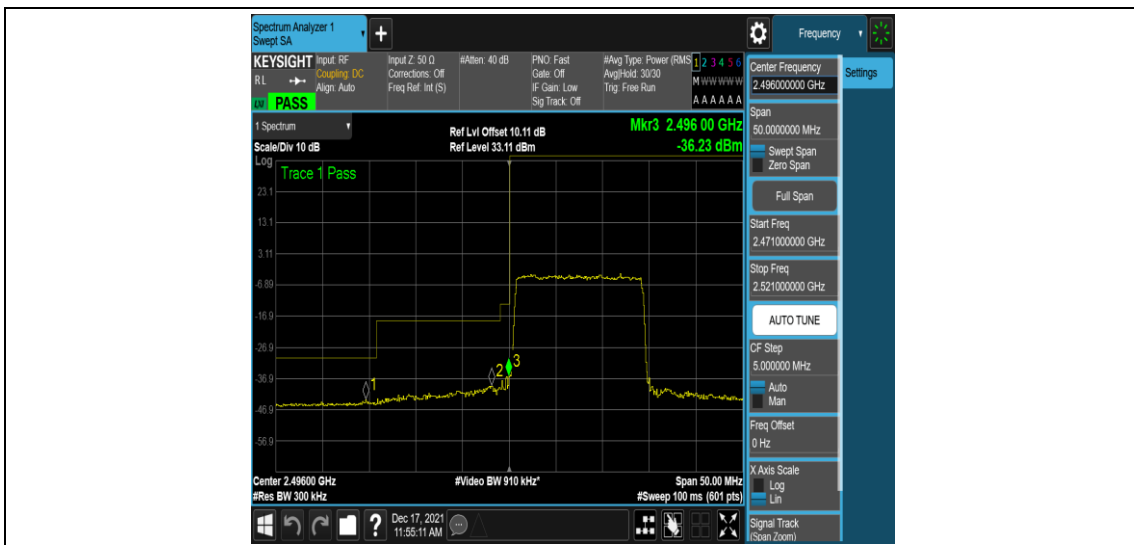 Spectrum Analyzer 1
Swept SA
+
Frequency
KEYSIGHT
RL
PASS
Input: RF
Coupling: DC
Align: Auto
Input Z: 50 Ω
Corrections: Off
Freq Ref: Int (S)
#Atten: 40 dB
PNO: Fast
Gate: Off
IF Gain: Low
Sig Track: Off
#Avg Type: Power (RMS
Avg|Hold: 30/30
Trig: Free Run
1 2 3 4 5 6
M W W W W W
A A A A A A
1 Spectrum
Scale/Div 10 dB
Ref Lvl Offset 10.11 dB
Ref Level 33.11 dBm
Mkr3 2.496 00 GHz
-36.23 dBm
Log
Trace 1 Pass
23.1
13.1
3.11
-6.89
-16.9
-26.9
-36.9
-46.9
-56.9
1
2
3
Center 2.49600 GHz
#Res BW 300 kHz
#Video BW 910 kHz*
Span 50.00 MHz
#Sweep 100 ms (601 pts)
?
Dec 17, 2021
11:55:11 AM
Center Frequency
2.496000000 GHz
Span
50.0000000 MHz
Swept Span
Zero Span
Full Span
Start Freq
2.471000000 GHz
Stop Freq
2.521000000 GHz
AUTO TUNE
CF Step
5.000000 MHz
Auto
Man
Freq Offset
0 Hz
X Axis Scale
Log
Lin
Signal Track
(Span Zoom)
Settings